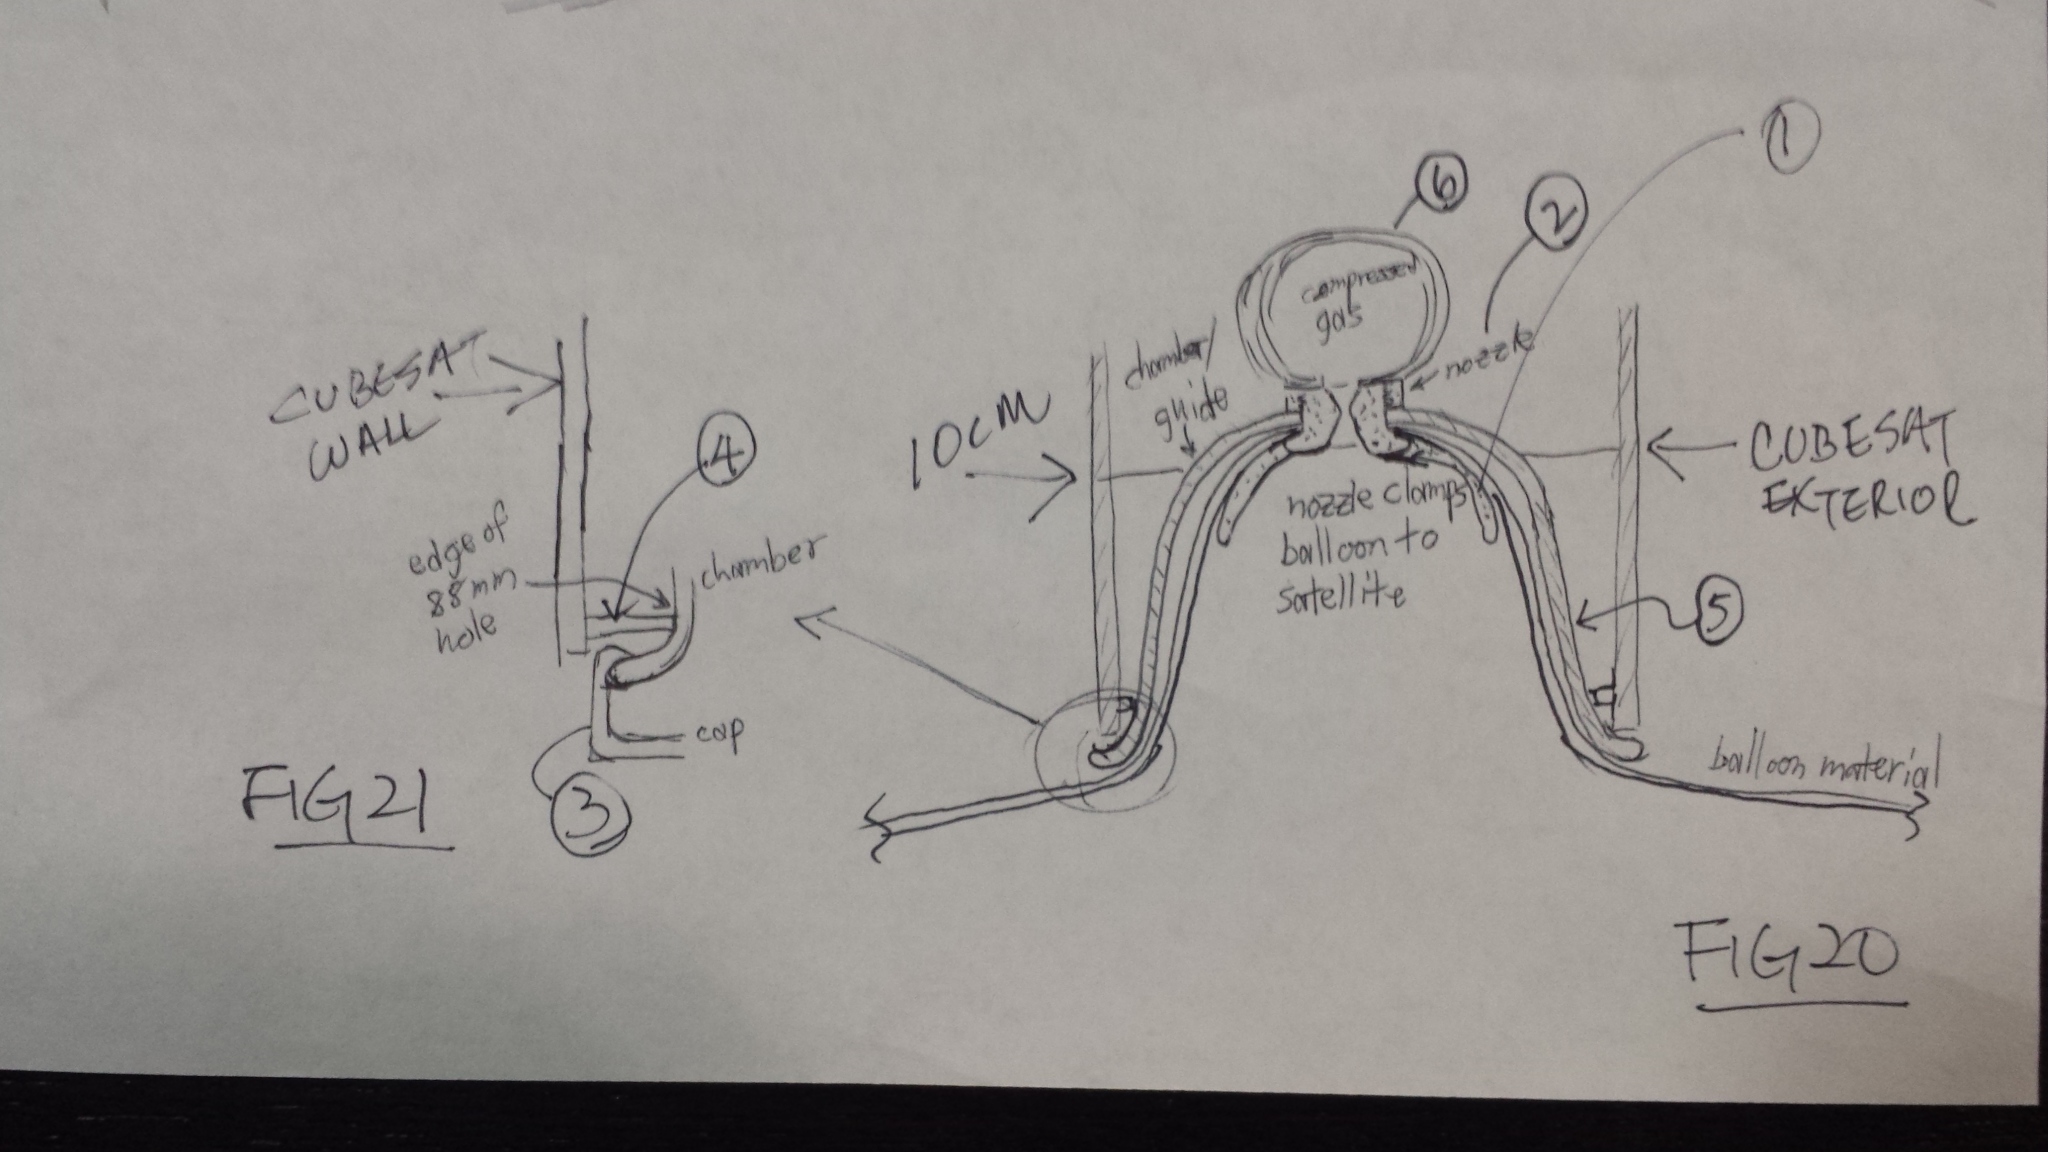 CUBESAT
WALL
4
edge of
88mm
hole
chamber
cap
3
FIG 21
10CM
chamber/
guide
6
compressed
gas
2
nozzle
1
nozzle clamps
balloon to
satellite
CUBESAT
EXTERIOR
5
balloon material
FIG 20